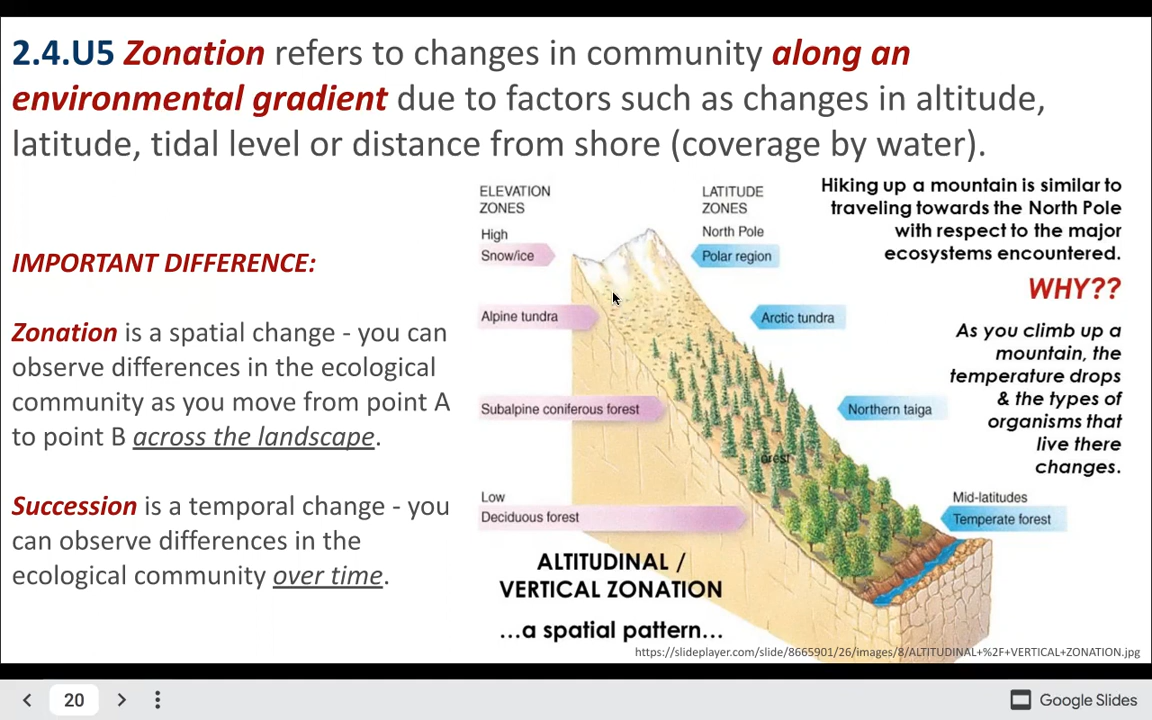 2.4.U5 Zonation refers to changes in community along an
environmental gradient due to factors such as changes in altitude,
latitude, tidal level or distance from shore (coverage by water).
IMPORTANT DIFFERENCE:
Zonation is a spatial change - you can
observe differences in the ecological
community as you move from point A
to point B across the landscape.
Succession is a temporal change - you
can observe differences in the
ecological community over time.
ELEVATION
ZONES
High
Snow/ice
Alpine tundra
Subalpine coniferous forest
Low
Deciduous forest
LATITUDE
ZONES
North Pole
Polar region
Arctic tundra
Northern taiga
Mid-latitudes
Temperate forest
Hiking up a mountain is similar to
traveling towards the North Pole
with respect to the major
ecosystems encountered.
WHY??
As you climb up a
mountain, the
temperature drops
& the types of
organisms that
live there
changes.
ALTITUDINAL /
VERTICAL ZONATION
...a spatial pattern...
https://slideplayer.com/slide/8665901/26/images/8/ALTITUDINAL+%2F+VERTICAL+ZONATION.jpg
20
Google Slides